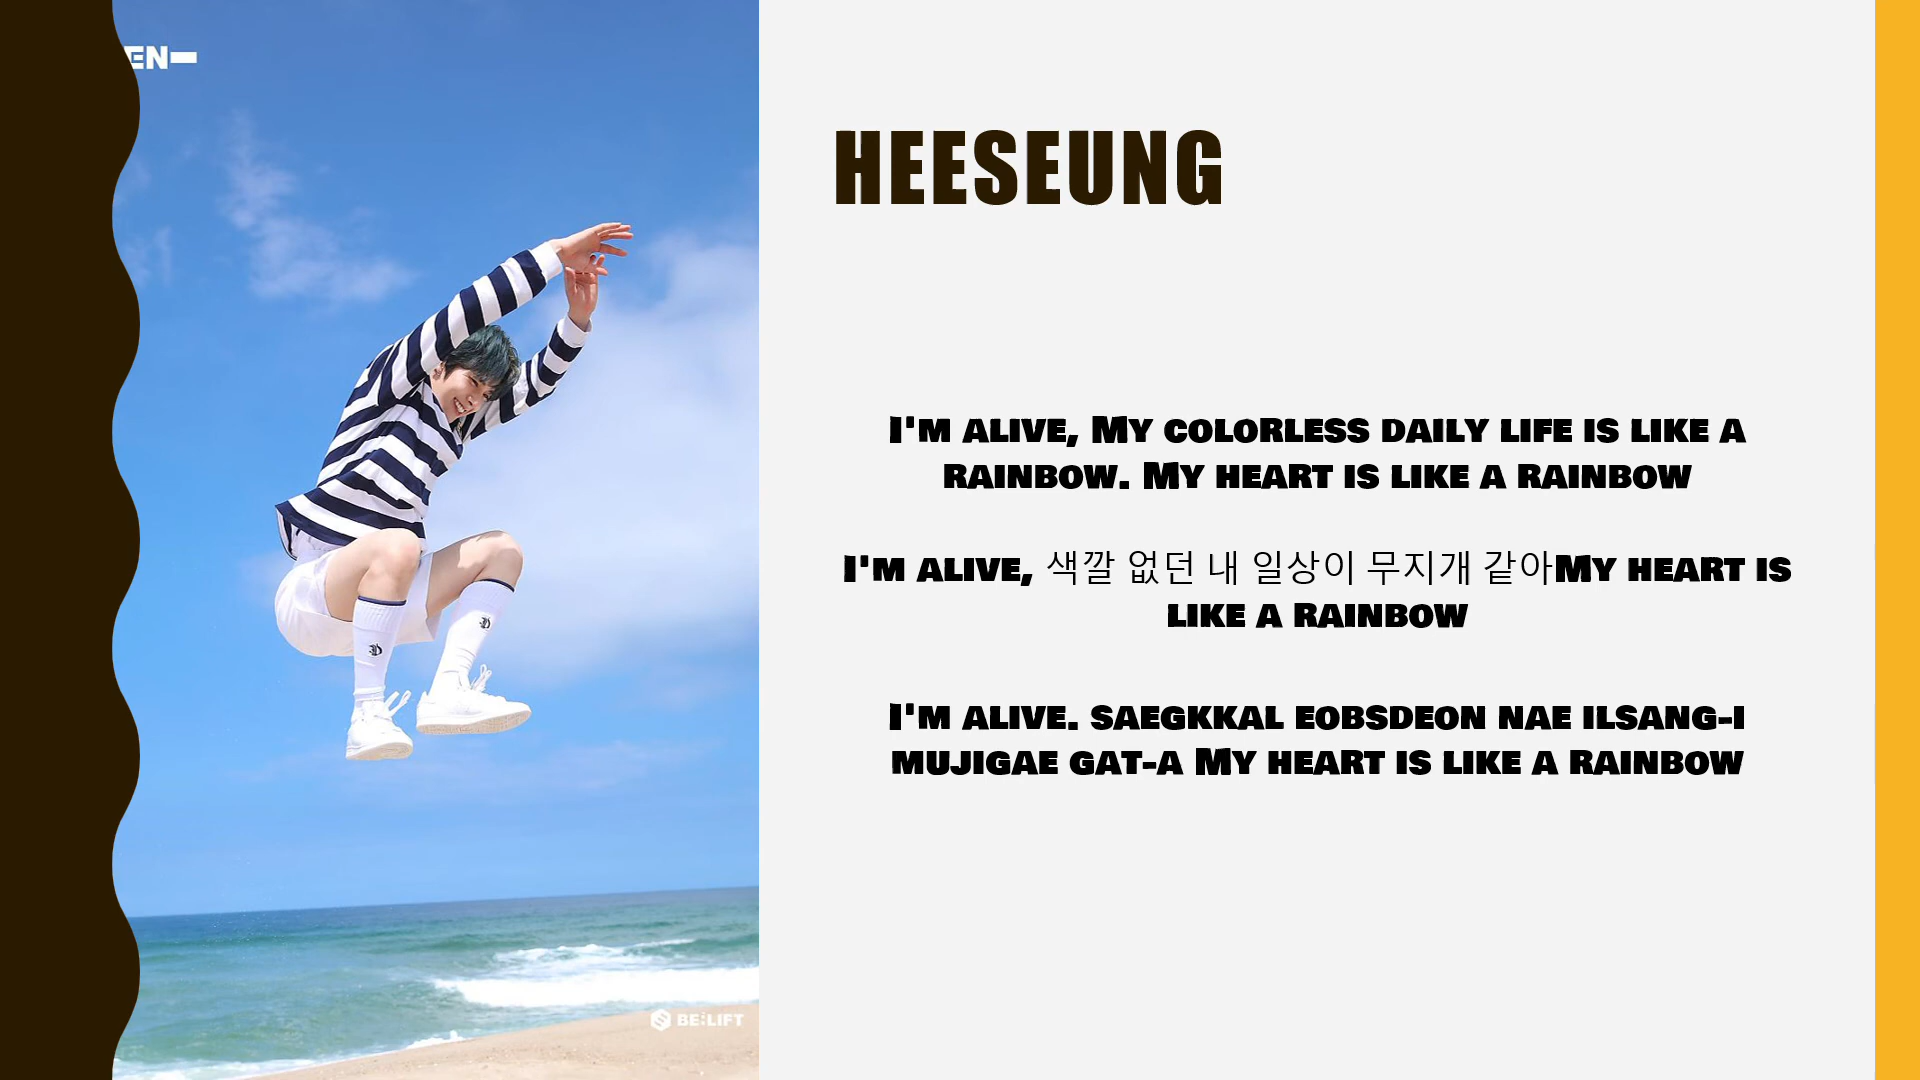 EN-
HEESEUNG
I'm alive, My colorless daily life is like a
rainbow. My heart is like a rainbow
I'm alive, 색깔 없던 내 일상이 무지개 같아My heart is
like a rainbow
I'm alive. saegkkal eobsdeon nae ilsang-i
mujigae gat-a My heart is like a rainbow
BE:LIFT